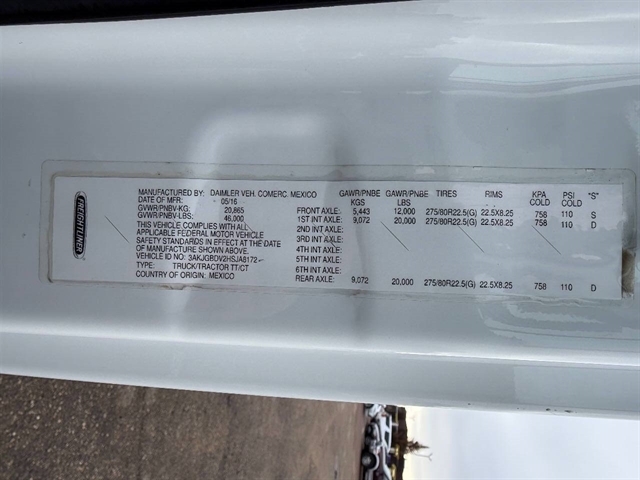 FREIGHTLINER
MANUFACTURED BY: DAIMLER VEH. COMERC. MEXICO
DATE OF MFR: 05/16
GVWR/PNBV-KG: 20,865
GVWR/PNBV-LBS: 46,000
THIS VEHICLE COMPLIES WITH ALL
APPLICABLE FEDERAL MOTOR VEHICLE
SAFETY STANDARDS IN EFFECT AT THE DATE
OF MANUFACTURE SHOWN ABOVE.
VEHICLE ID NO.: 3AKJGBDV2HSJA8172
TYPE: TRUCK/TRACTOR TT/CT
COUNTRY OF ORIGIN: MEXICO
GAWR/PNBE GAWR/PNBE TIRES RIMS KPA PSI "S"
KGS LBS COLD COLD
FRONT AXLE: 5,443 12,000 275/80R22.5(G) 22.5X8.25 758 110 S
1ST INT AXLE: 9,072 20,000 275/80R22.5(G) 22.5X8.25 758 110 D
2ND INT AXLE:
3RD INT AXLE:
4TH INT AXLE:
5TH INT AXLE:
6TH INT AXLE:
REAR AXLE: 9,072 20,000 275/80R22.5(G) 22.5X8.25 758 110 D